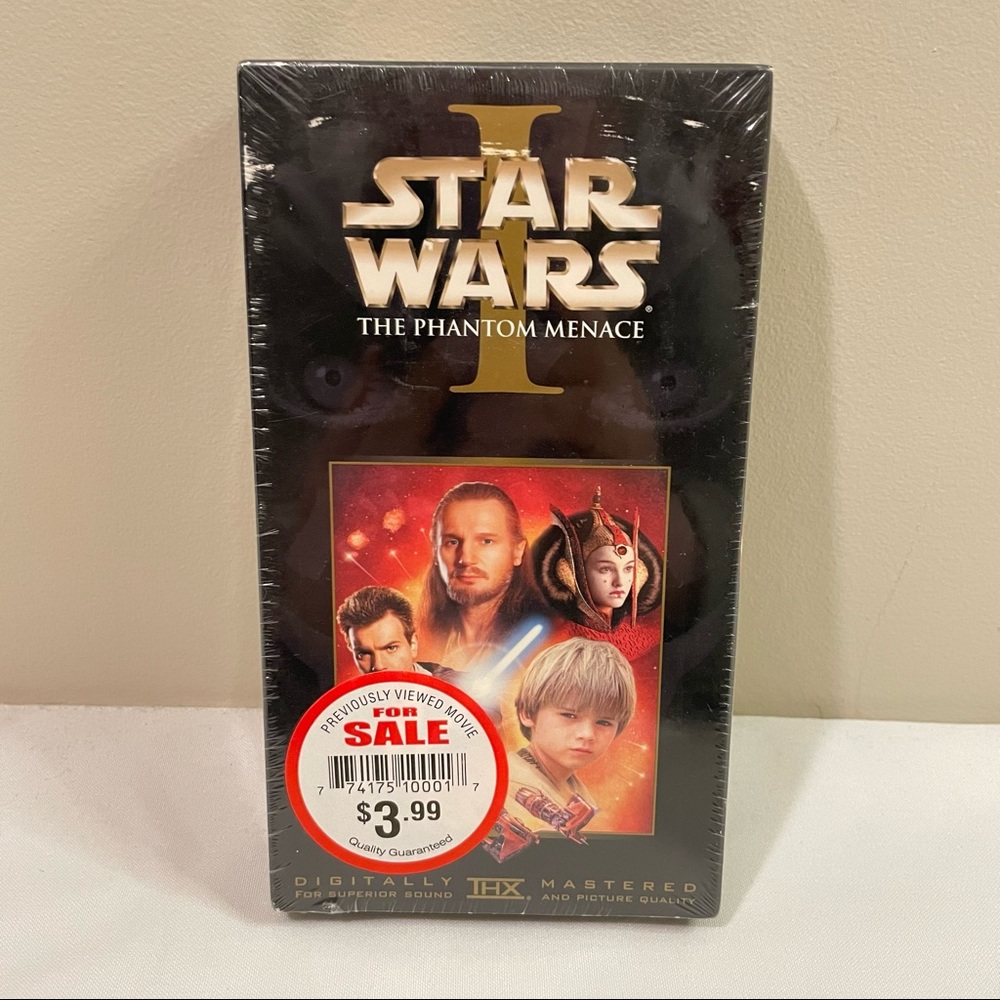 I
STAR
WARS®
THE PHANTOM MENACE
PREVIOUSLY VIEWED MOVIE
FOR
SALE
7 74175 10001 7
$3.99
Quality Guaranteed
DIGITALLY THX® MASTERED
FOR SUPERIOR SOUND AND PICTURE QUALITY